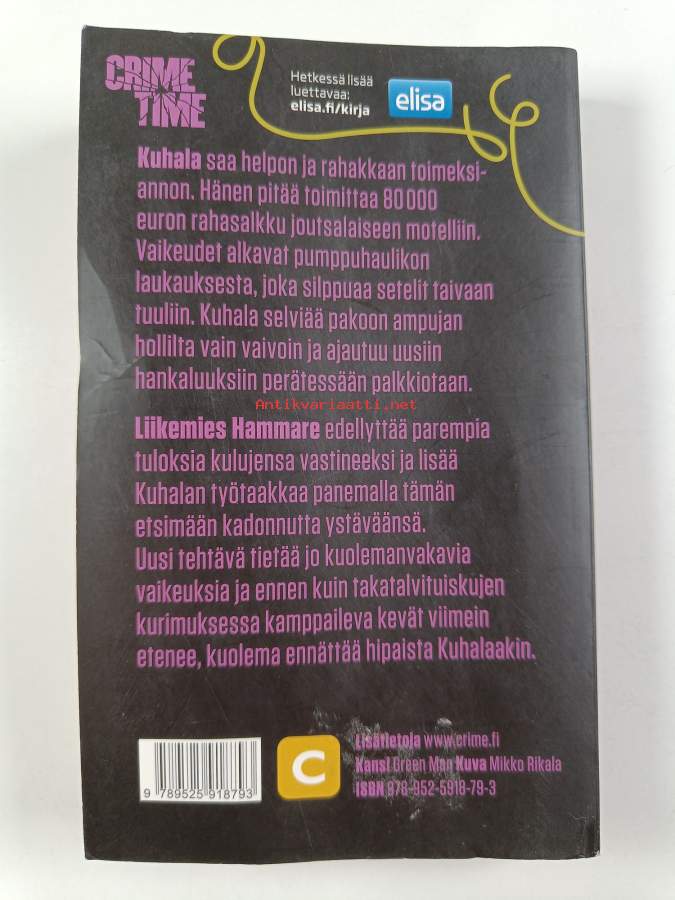 CRIME
TIME
Hetkessä lisää
luettavaa:
elisa.fi/kirja
elisa
Kuhala saa helpon ja rahakkaan toimeksi-
annon. Hänen pitää toimittaa 80 000
euron rahasalkku joutsalaiseen motelliin.
Vaikeudet alkavat pumppuhaulikon
laukauksesta, joka silppuaa setelit taivaan
tuuliin. Kuhala selviää pakoon ampujan
hollilta vain vaivoin ja ajautuu uusiin
hankaluuksiin perätessään palkkiotaan.
Antikvariaatti.net
Liikemies Hammare edellyttää parempia
tuloksia kulujensa vastineeksi ja lisää
Kuhalan työtaakkaa panemalla tämän
etsimään kadonnutta ystäväänsä.
Uusi tehtävä tietää jo kuolemanvakavia
vaikeuksia ja ennen kuin takatalvituiskujen
kurimuksessa kamppaileva kevät viimein
etenee, kuolema ennättää hipaista Kuhalaakin.
Lisätietoja www.crime.fi
Kansi Green Man Kuva Mikko Rikala
ISBN 978-952-5918-79-3
C
9 789525 918793